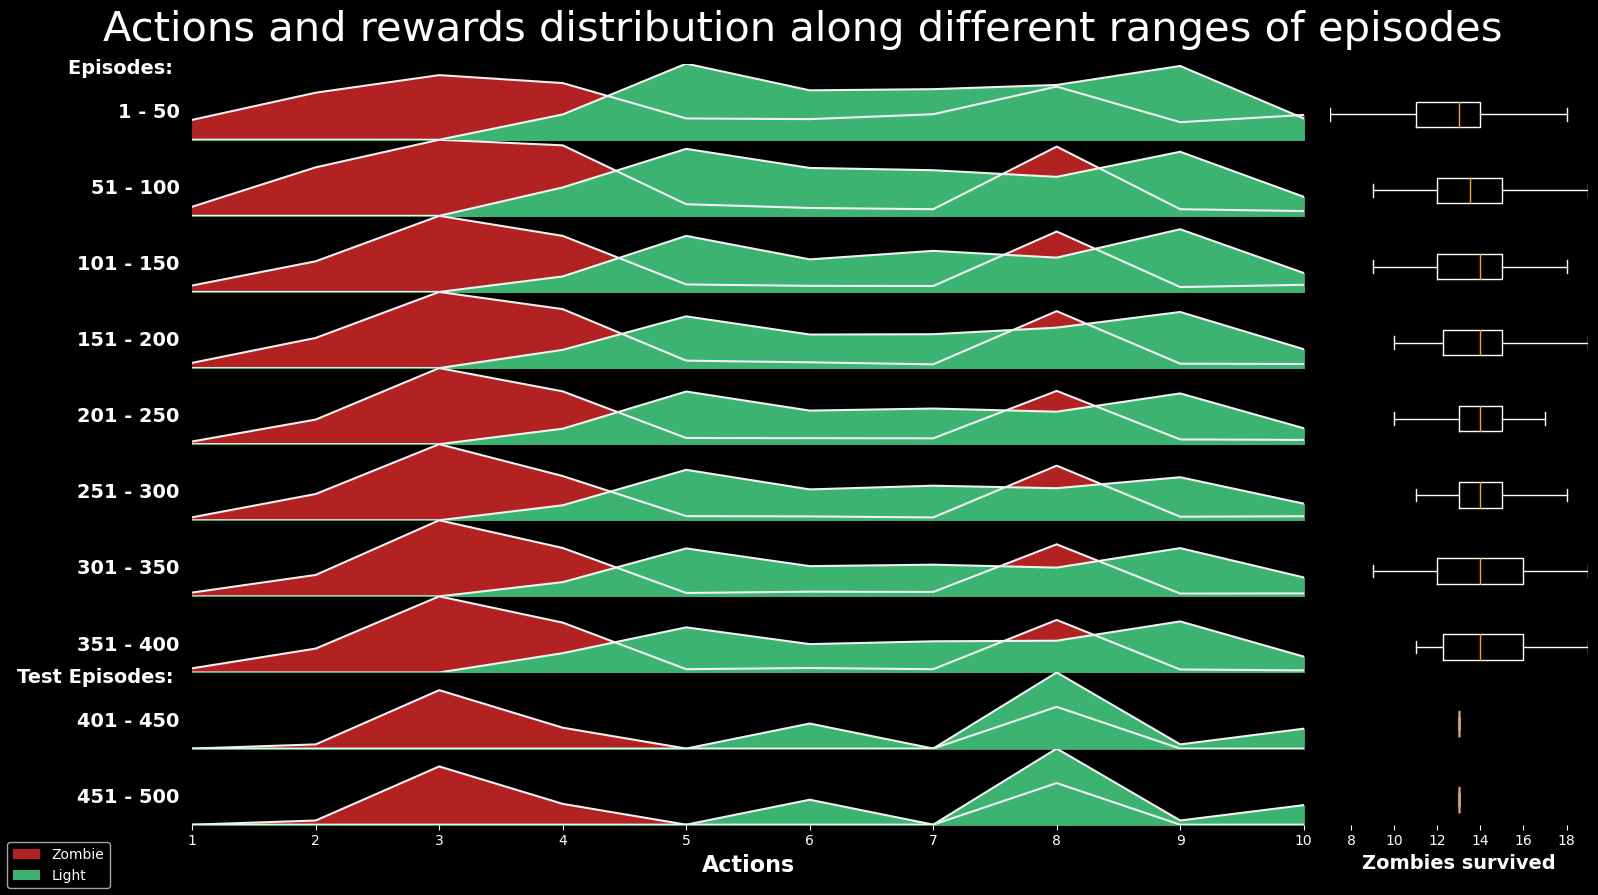 Actions and rewards distribution along different ranges of episodes
Episodes:
1 - 50
51 - 100
101 - 150
151 - 200
201 - 250
251 - 300
301 - 350
351 - 400
Test Episodes:
401 - 450
451 - 500
1 2 3 4 5 6 7 8 9 10
8 10 12 14 16 18
Actions
Zombies survived
Zombie
Light